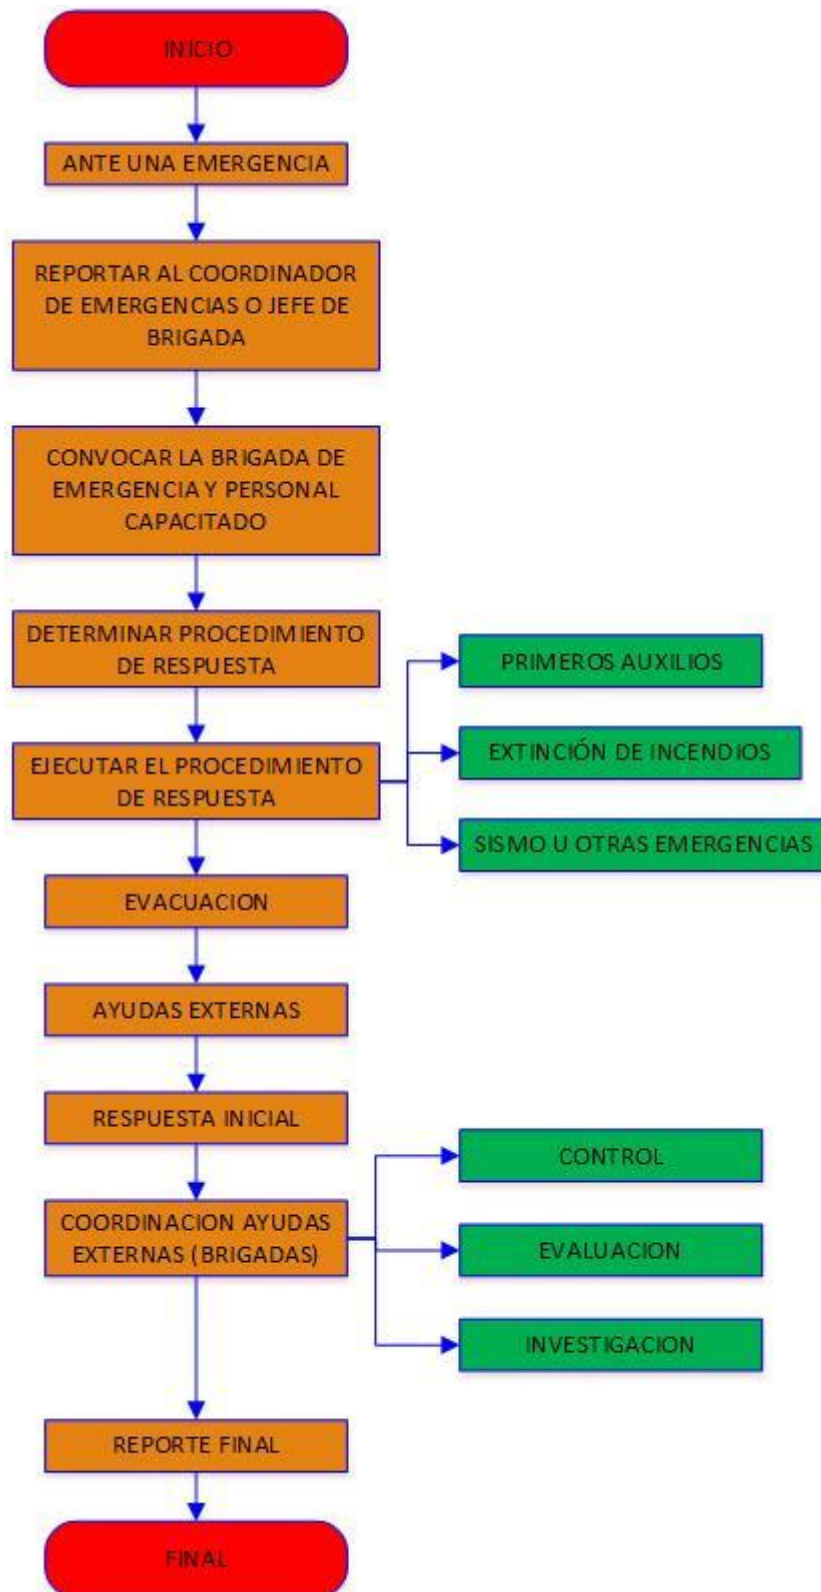 INICIO
ANTE UNA EMERGENCIA
REPORTAR AL COORDINADOR
DE EMERGENCIAS O JEFE DE
BRIGADA
CONVOCAR LA BRIGADA DE
EMERGENCIA Y PERSONAL
CAPACITADO
DETERMINAR PROCEDIMIENTO
DE RESPUESTA
EJECUTAR EL PROCEDIMIENTO
DE RESPUESTA
PRIMEROS AUXILIOS
EXTINCIÓN DE INCENDIOS
SISMO U OTRAS EMERGENCIAS
EVACUACION
AYUDAS EXTERNAS
RESPUESTA INICIAL
COORDINACION AYUDAS
EXTERNAS (BRIGADAS)
CONTROL
EVALUACION
INVESTIGACION
REPORTE FINAL
FINAL